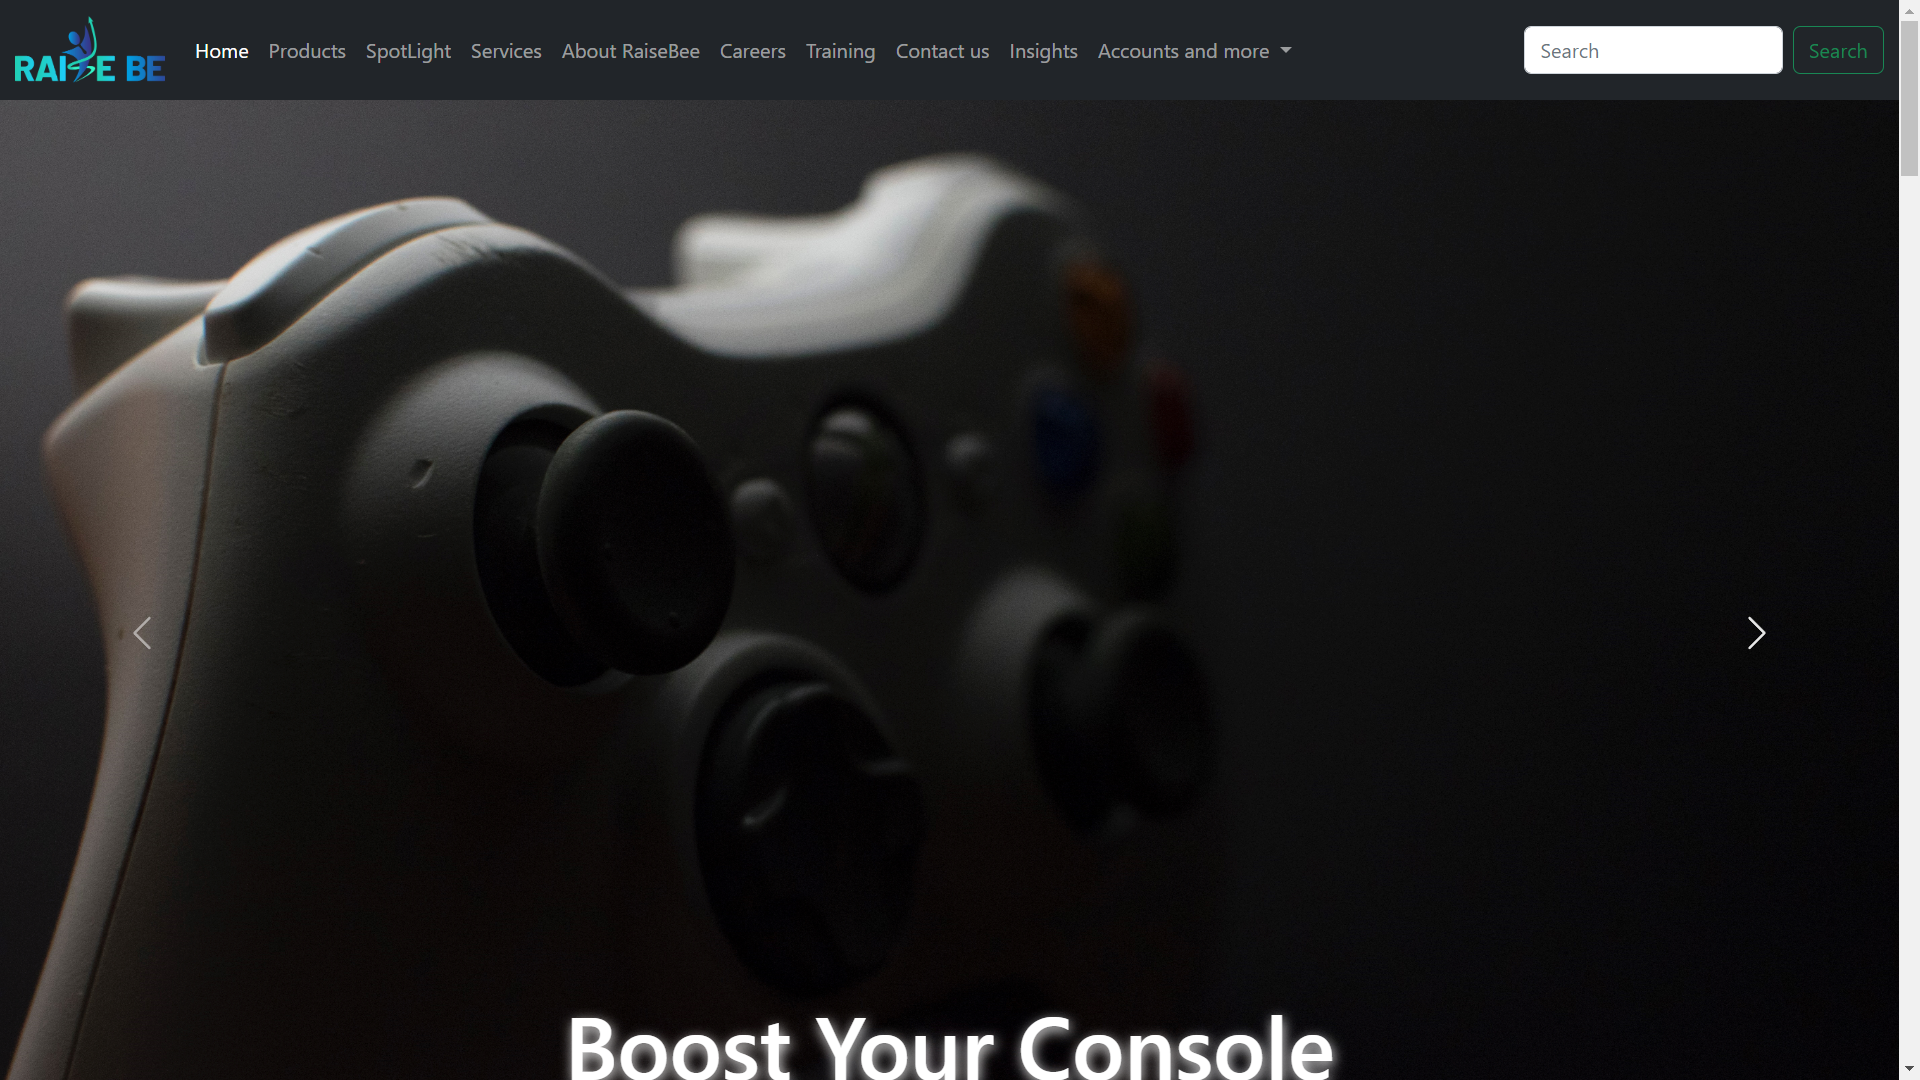 RAISE BE
Home
Products
SpotLight
Services
About RaiseBee
Careers
Training
Contact us
Insights
Accounts and more
Search
Search
Boost Your Console